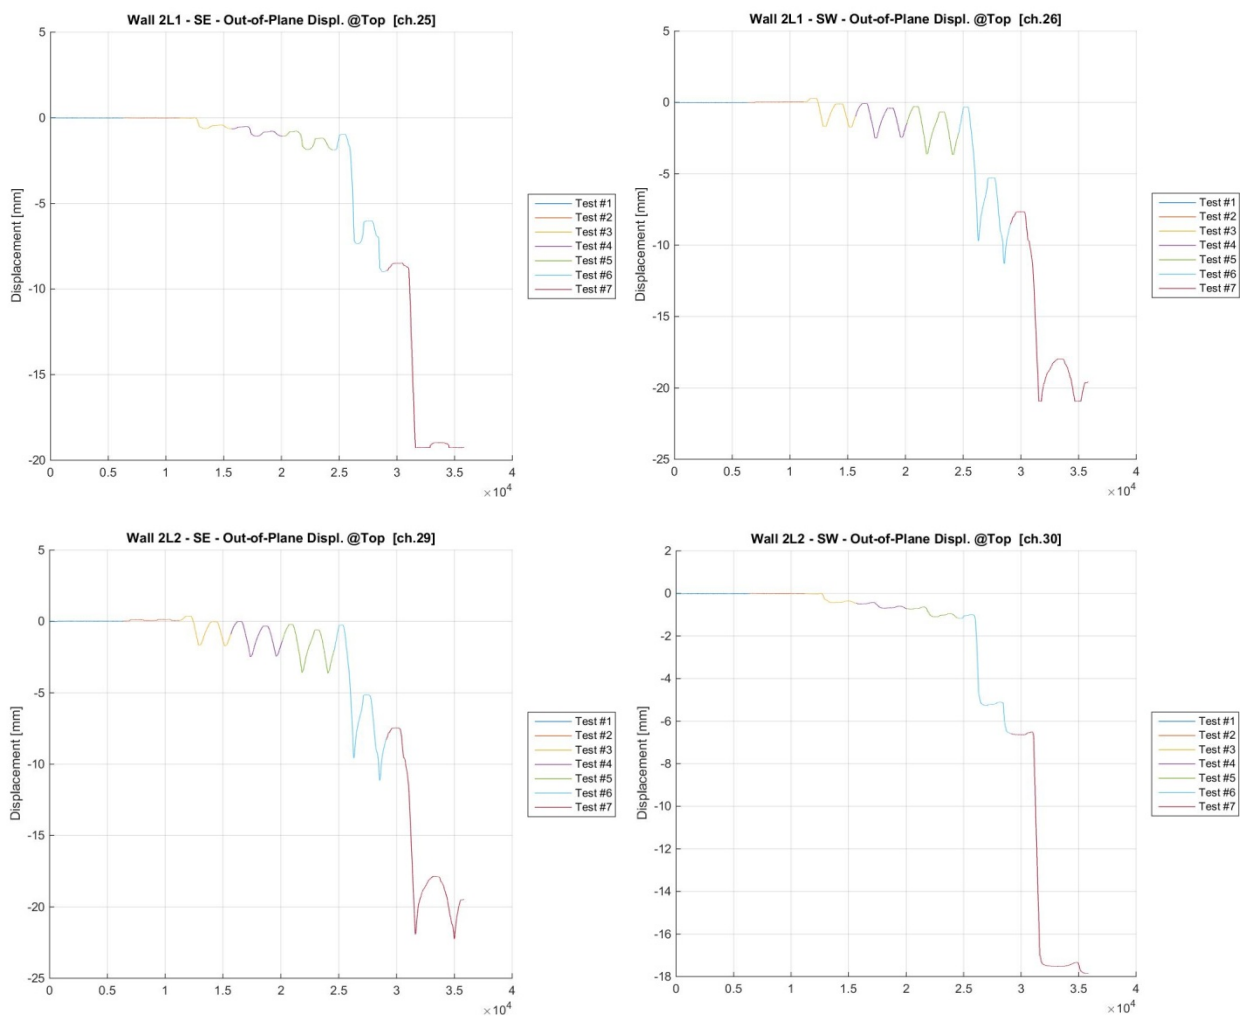 Wall 2L1 - SE - Out-of-Plane Displ. @Top [ch.25]
5
0
-5
-10
-15
-20
Displacement [mm]
0
0.5
1
1.5
2
2.5
3
3.5
4
×10⁴
Test #1
Test #2
Test #3
Test #4
Test #5
Test #6
Test #7
Wall 2L1 - SW - Out-of-Plane Displ. @Top [ch.26]
5
0
-5
-10
-15
-20
-25
Displacement [mm]
0
0.5
1
1.5
2
2.5
3
3.5
4
×10⁴
Test #1
Test #2
Test #3
Test #4
Test #5
Test #6
Test #7
Wall 2L2 - SE - Out-of-Plane Displ. @Top [ch.29]
5
0
-5
-10
-15
-20
-25
Displacement [mm]
0
0.5
1
1.5
2
2.5
3
3.5
4
×10⁴
Test #1
Test #2
Test #3
Test #4
Test #5
Test #6
Test #7
Wall 2L2 - SW - Out-of-Plane Displ. @Top [ch.30]
2
0
-2
-4
-6
-8
-10
-12
-14
-16
-18
Displacement [mm]
0
0.5
1
1.5
2
2.5
3
3.5
4
×10⁴
Test #1
Test #2
Test #3
Test #4
Test #5
Test #6
Test #7